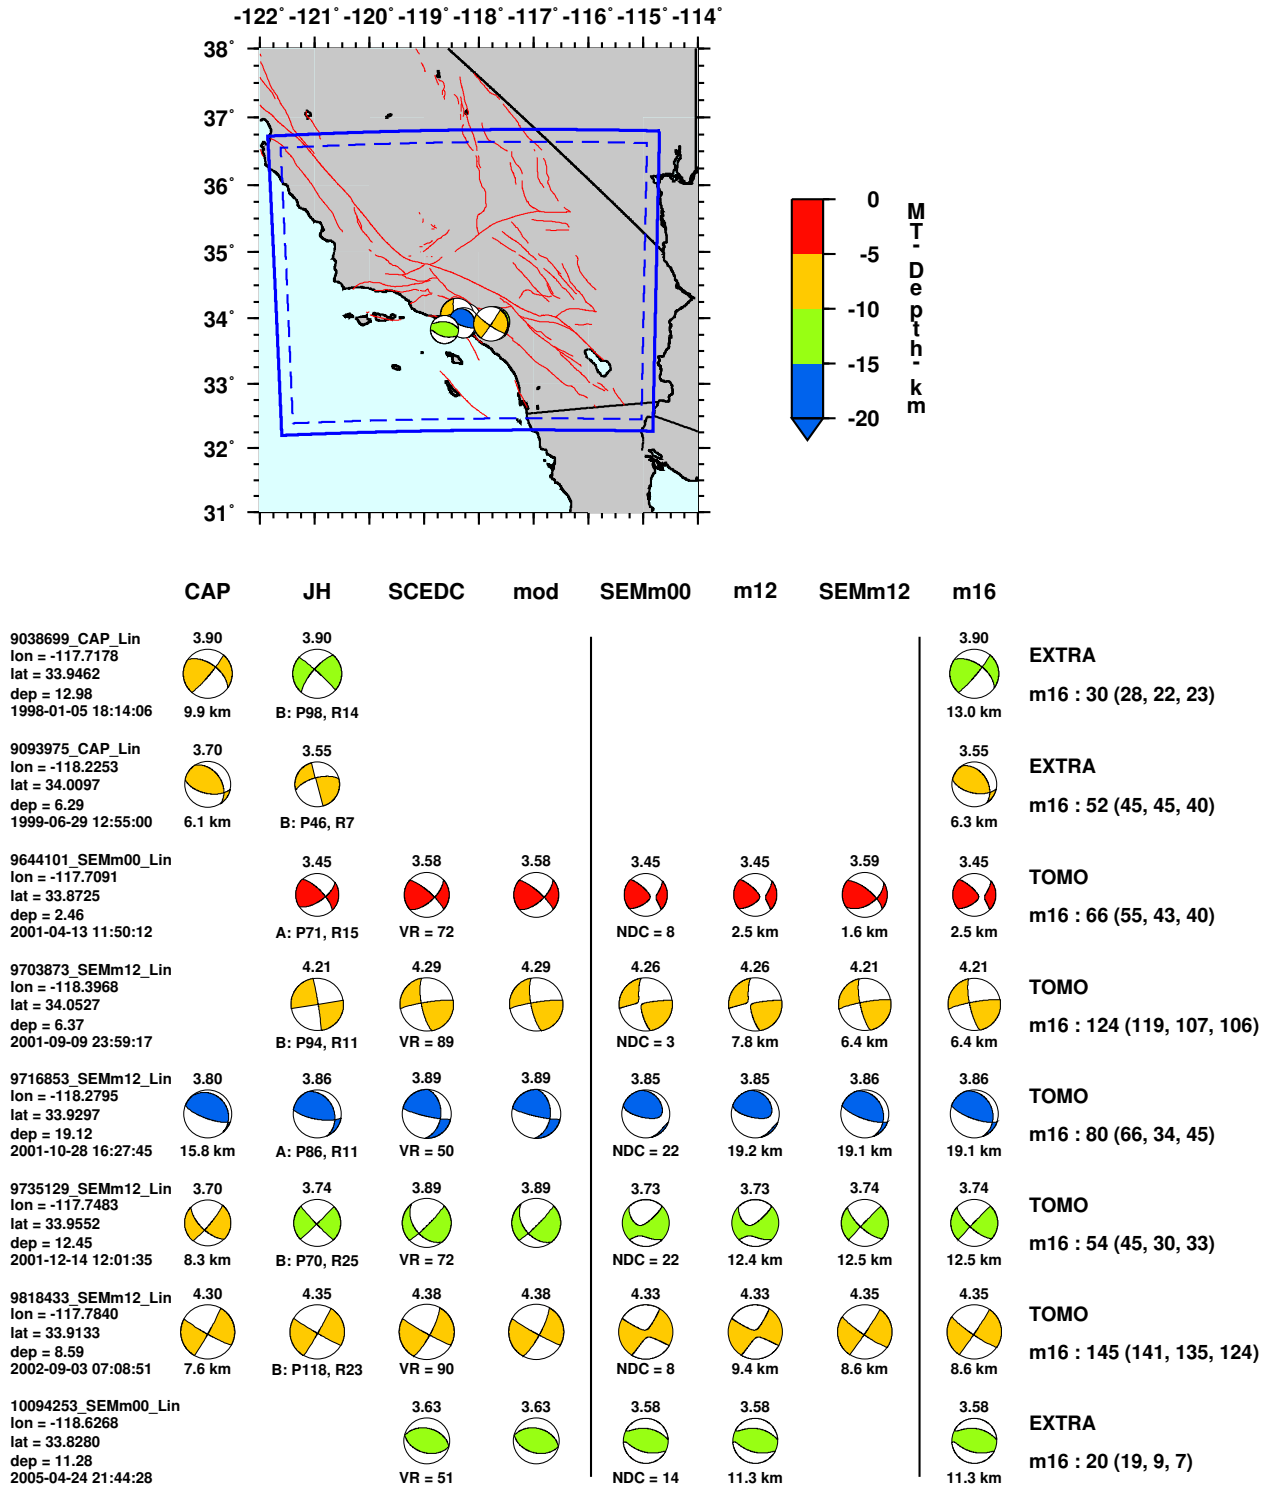 -122° -121° -120° -119° -118° -117° -116° -115° -114°
38°
37°
36°
35°
34°
33°
32°
31°
0
-5
-10
-15
-20
MT-Depth-km
CAP JH SCEDC mod SEMm00 m12 SEMm12 m16
9038699_CAP_Lin
lon = -117.7178
lat = 33.9462
dep = 12.98
1998-01-05 18:14:06
3.90 3.90 3.90
9.9 km B: P98, R14 13.0 km
EXTRA
m16 : 30 (28, 22, 23)
9093975_CAP_Lin
lon = -118.2253
lat = 34.0097
dep = 6.29
1999-06-29 12:55:00
3.70 3.55 3.55
6.1 km B: P46, R7 6.3 km
EXTRA
m16 : 52 (45, 45, 40)
9644101_SEMm00_Lin
lon = -117.7091
lat = 33.8725
dep = 2.46
2001-04-13 11:50:12
3.45 3.58 3.58 3.45 3.45 3.59 3.45
A: P71, R15 VR = 72 NDC = 8 2.5 km 1.6 km 2.5 km
TOMO
m16 : 66 (55, 43, 40)
9703873_SEMm12_Lin
lon = -118.3968
lat = 34.0527
dep = 6.37
2001-09-09 23:59:17
4.21 4.29 4.29 4.26 4.26 4.21 4.21
B: P94, R11 VR = 89 NDC = 3 7.8 km 6.4 km 6.4 km
TOMO
m16 : 124 (119, 107, 106)
9716853_SEMm12_Lin
lon = -118.2795
lat = 33.9297
dep = 19.12
2001-10-28 16:27:45
3.80 3.86 3.89 3.89 3.85 3.85 3.86 3.86
15.8 km A: P86, R11 VR = 50 NDC = 22 19.2 km 19.1 km 19.1 km
TOMO
m16 : 80 (66, 34, 45)
9735129_SEMm12_Lin
lon = -117.7483
lat = 33.9552
dep = 12.45
2001-12-14 12:01:35
3.70 3.74 3.89 3.89 3.73 3.73 3.74 3.74
8.3 km B: P70, R25 VR = 72 NDC = 22 12.4 km 12.5 km 12.5 km
TOMO
m16 : 54 (45, 30, 33)
9818433_SEMm12_Lin
lon = -117.7840
lat = 33.9133
dep = 8.59
2002-09-03 07:08:51
4.30 4.35 4.38 4.38 4.33 4.33 4.35 4.35
7.6 km B: P118, R23 VR = 90 NDC = 8 9.4 km 8.6 km 8.6 km
TOMO
m16 : 145 (141, 135, 124)
10094253_SEMm00_Lin
lon = -118.6268
lat = 33.8280
dep = 11.28
2005-04-24 21:44:28
3.63 3.63 3.58 3.58 3.58
VR = 51 NDC = 14 11.3 km 11.3 km
EXTRA
m16 : 20 (19, 9, 7)